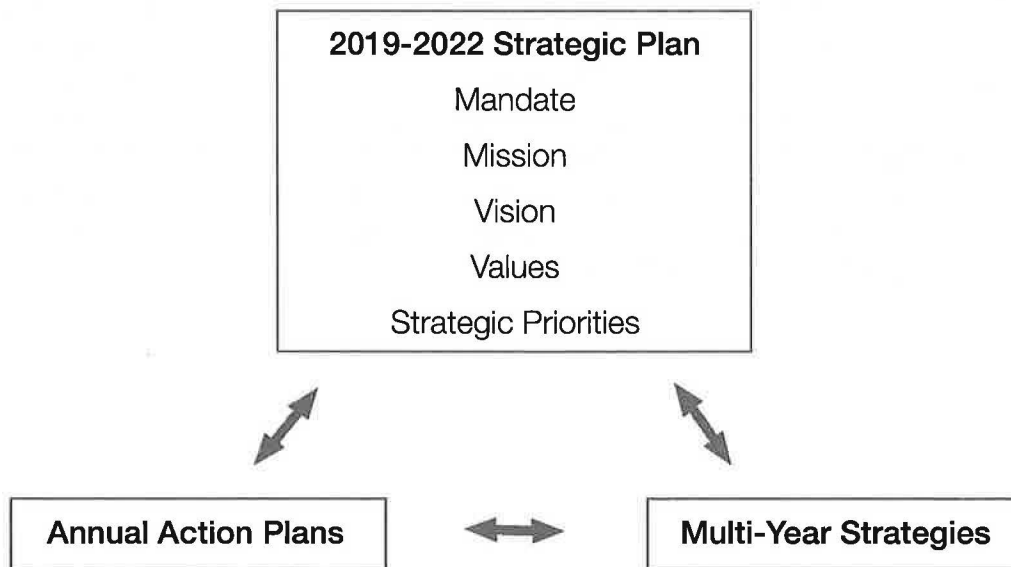 2019-2022 Strategic Plan
Mandate
Mission
Vision
Values
Strategic Priorities
Annual Action Plans
Multi-Year Strategies